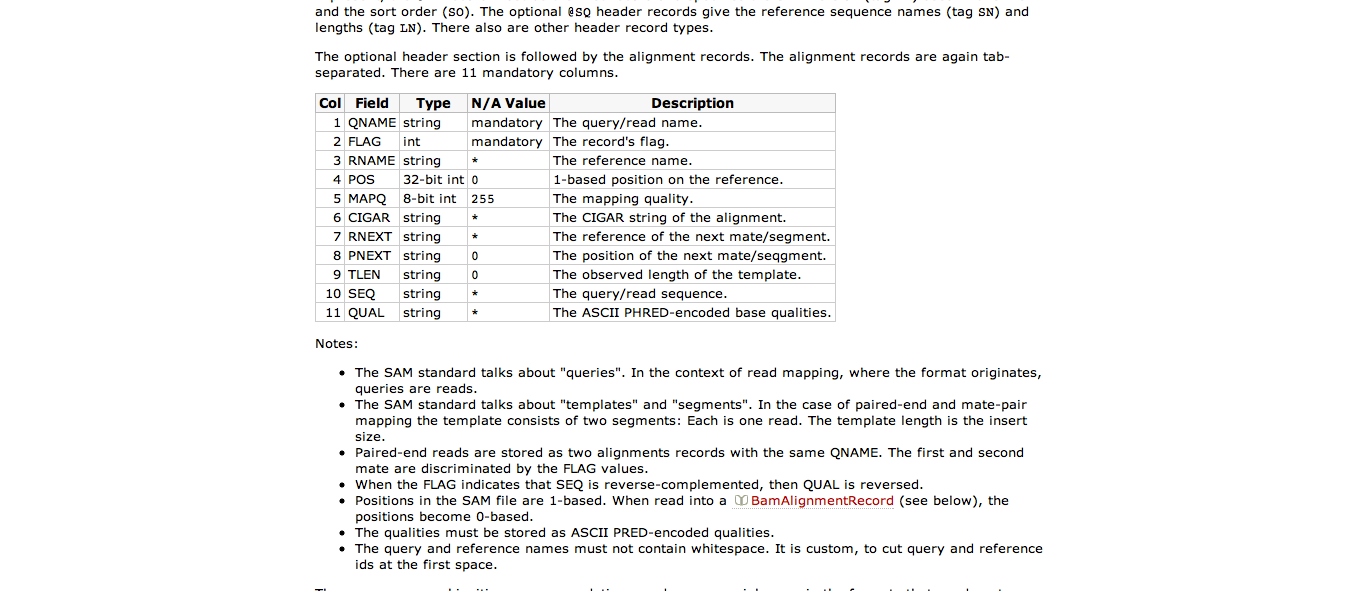 and the sort order (SO). The optional @SQ header records give the reference sequence names (tag SN) and
lengths (tag LN). There also are other header record types.
The optional header section is followed by the alignment records. The alignment records are again tab-
separated. There are 11 mandatory columns.
Col Field Type N/A Value Description
1 QNAME string mandatory The query/read name.
2 FLAG int mandatory The record's flag.
3 RNAME string * The reference name.
4 POS 32-bit int 0 1-based position on the reference.
5 MAPQ 8-bit int 255 The mapping quality.
6 CIGAR string * The CIGAR string of the alignment.
7 RNEXT string * The reference of the next mate/segment.
8 PNEXT string 0 The position of the next mate/seqgment.
9 TLEN string 0 The observed length of the template.
10 SEQ string * The query/read sequence.
11 QUAL string * The ASCII PHRED-encoded base qualities.
Notes:
• The SAM standard talks about "queries". In the context of read mapping, where the format originates,
queries are reads.
• The SAM standard talks about "templates" and "segments". In the case of paired-end and mate-pair
mapping the template consists of two segments: Each is one read. The template length is the insert
size.
• Paired-end reads are stored as two alignments records with the same QNAME. The first and second
mate are discriminated by the FLAG values.
• When the FLAG indicates that SEQ is reverse-complemented, then QUAL is reversed.
• Positions in the SAM file are 1-based. When read into a BamAlignmentRecord (see below), the
positions become 0-based.
• The qualities must be stored as ASCII PRED-encoded qualities.
• The query and reference names must not contain whitespace. It is custom, to cut query and reference
ids at the first space.